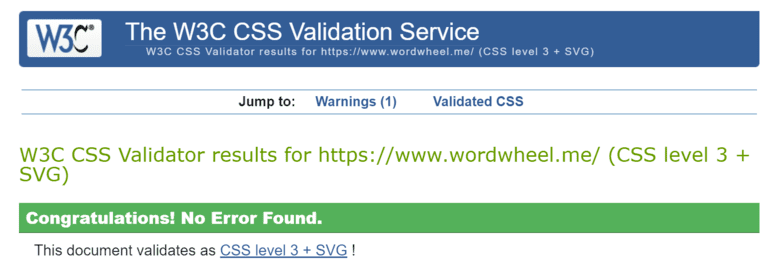 W3C®
The W3C CSS Validation Service
W3C CSS Validator results for https://www.wordwheel.me/ (CSS level 3 + SVG)
Jump to: Warnings (1) Validated CSS
W3C CSS Validator results for https://www.wordwheel.me/ (CSS level 3 +
SVG)
Congratulations! No Error Found.
This document validates as CSS level 3 + SVG !